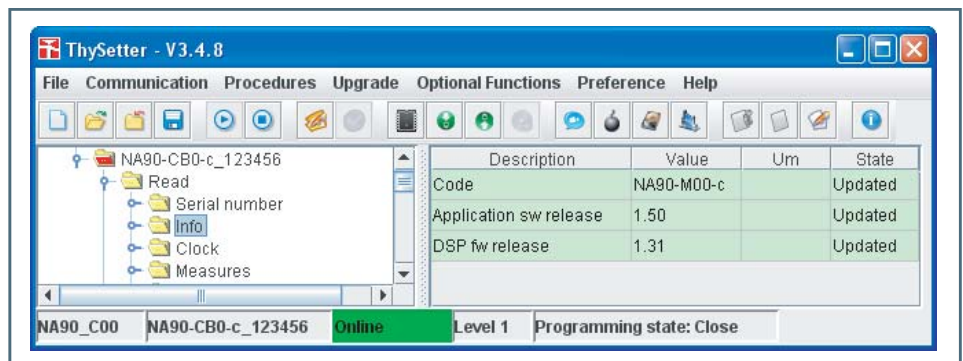 ThySetter - V3.4.8
File Communication Procedures Upgrade Optional Functions Preference Help
NA90-CB0-c_123456
Read
Serial number
Info
Clock
Measures
Description Value Um State
Code NA90-M00-c Updated
Application sw release 1.50 Updated
DSP fw release 1.31 Updated
NA90_C00 NA90-CB0-c_123456 Online Level 1 Programming state: Close